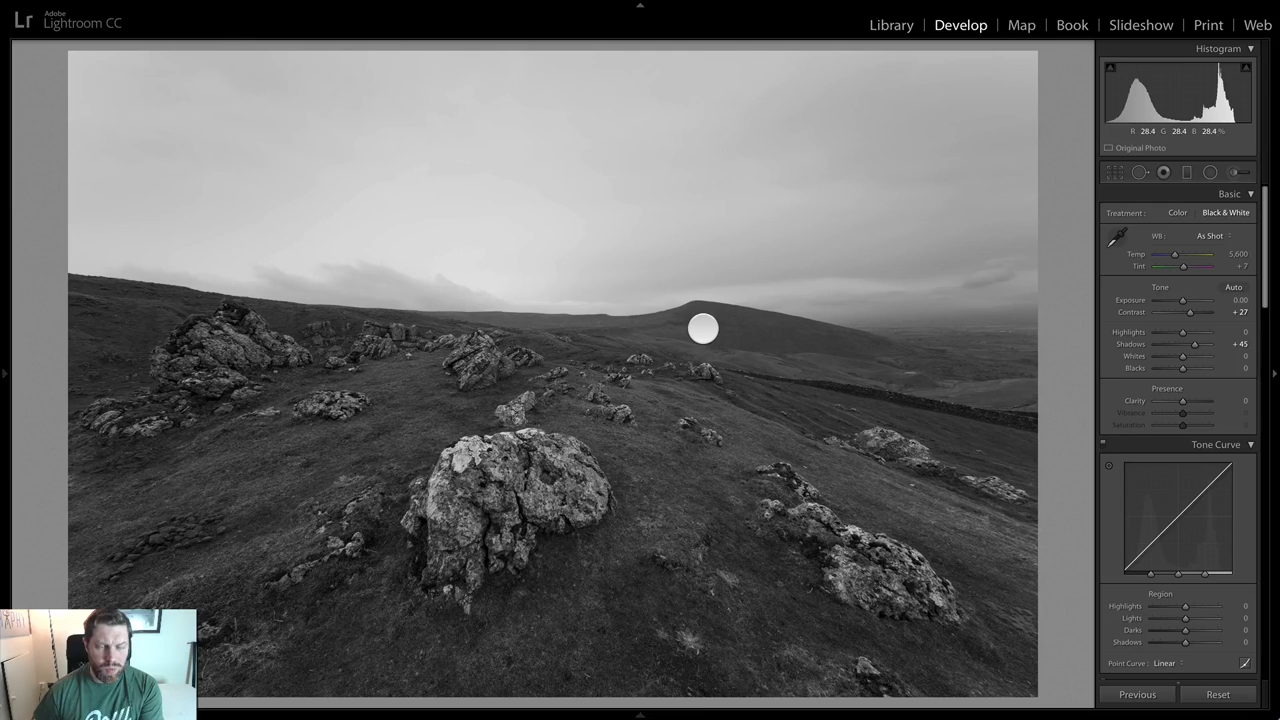 Lr Adobe
Lightroom CC
Library | Develop | Map | Book | Slideshow | Print | Web
Histogram
R 28.4 G 28.4 B 28.4 %
Original Photo
Basic
Treatment : Color Black & White
WB : As Shot
Temp 5,600
Tint + 7
Tone Auto
Exposure 0.00
Contrast + 27
Highlights 0
Shadows + 45
Whites 0
Blacks 0
Presence
Clarity 0
Vibrance 0
Saturation 0
Tone Curve
Region
Highlights 0
Lights 0
Darks 0
Shadows 0
Point Curve : Linear
Previous Reset